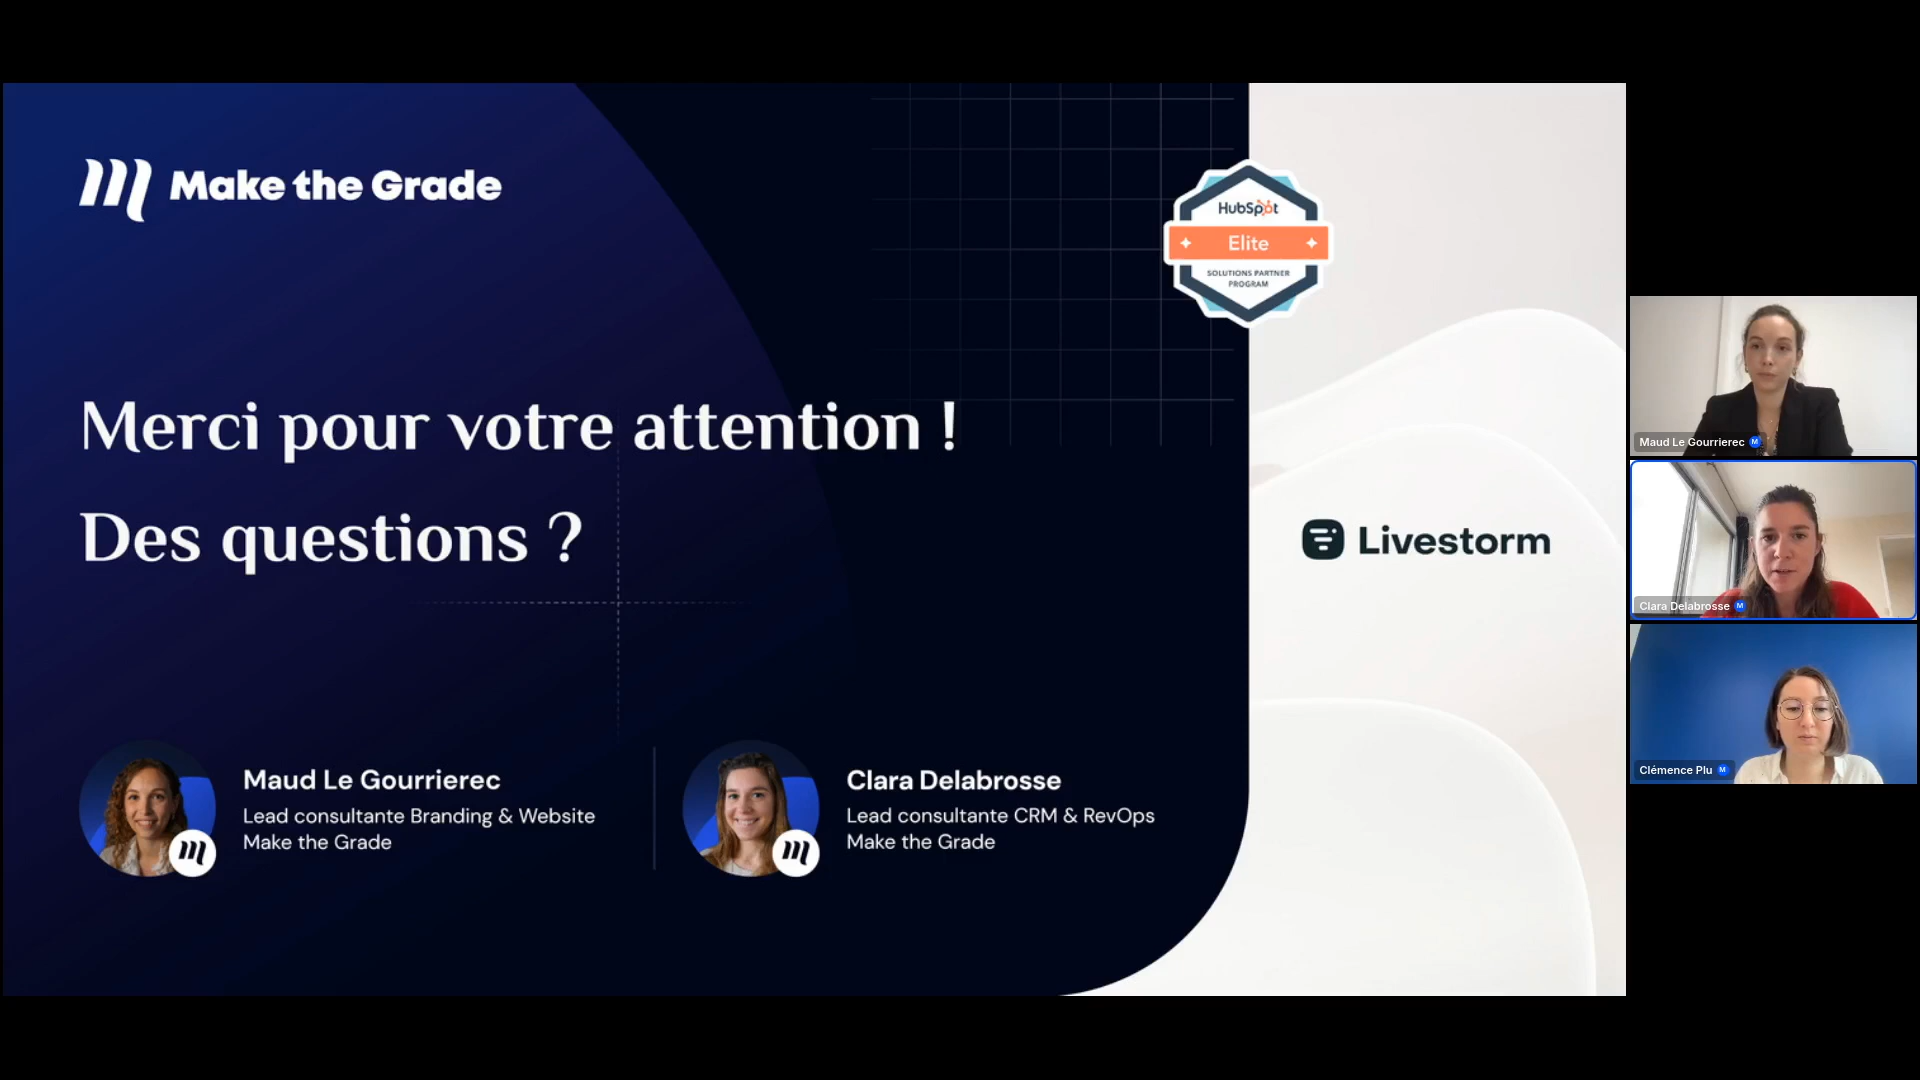 Make the Grade
HubSpot
Elite
SOLUTIONS PARTNER
PROGRAM
Merci pour votre attention !
Des questions ?
Livestorm
Maud Le Gourrierec
Lead consultante Branding & Website
Make the Grade
Clara Delabrosse
Lead consultante CRM & RevOps
Make the Grade
Maud Le Gourrierec M
Clara Delabrosse M
Clémence Plu M